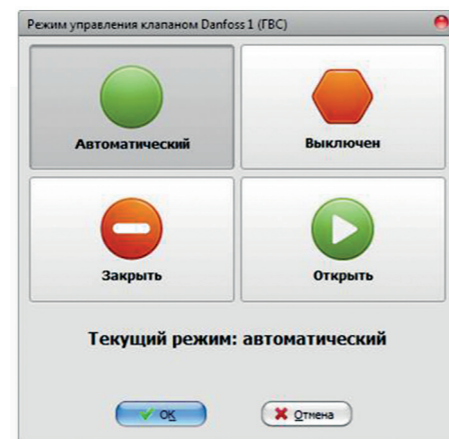 Режим управления клапаном Danfoss 1 (ГВС)
Автоматический
Выключен
Закрыть
Открыть
Текущий режим: автоматический
OK
Отмена